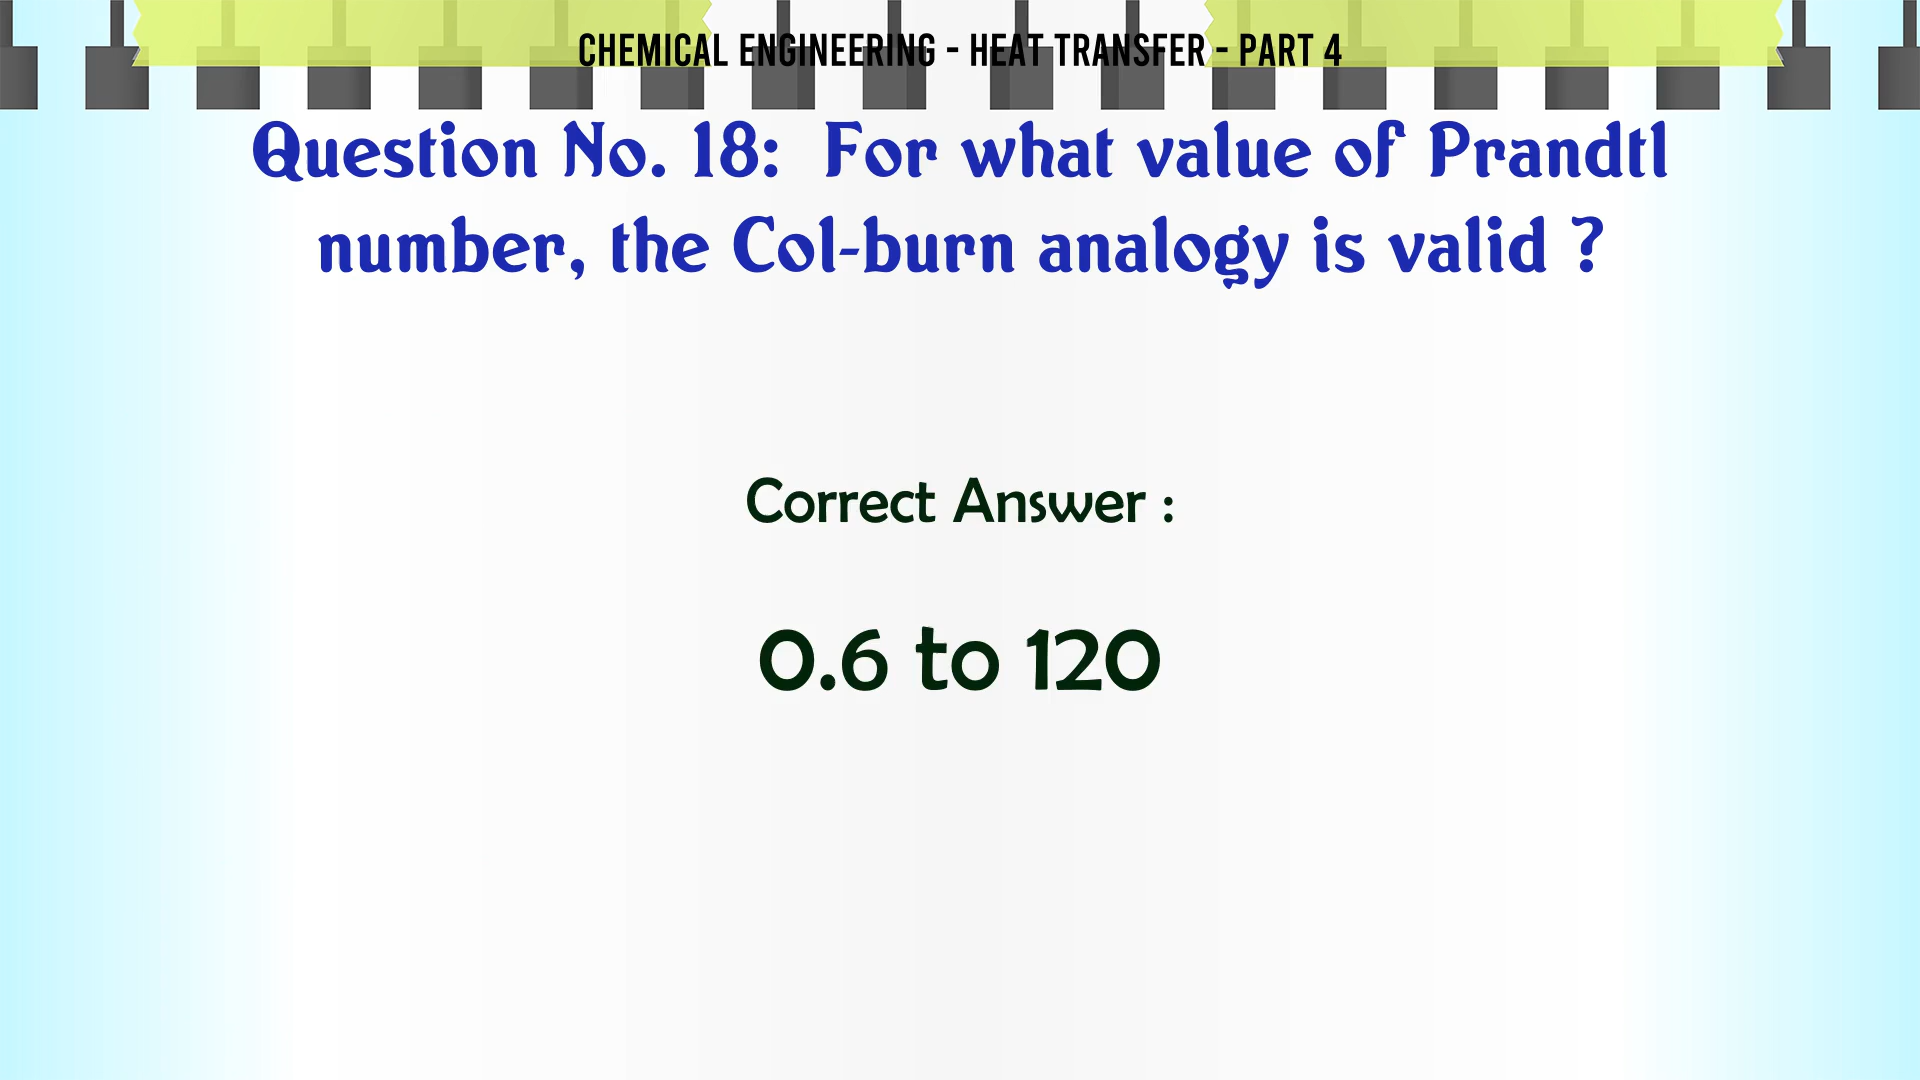 CHEMICAL ENGINEERING - HEAT TRANSFER - PART 4
Question No. 18: For what value of Prandtl
number, the Col-burn analogy is valid ?
Correct Answer :
0.6 to 120